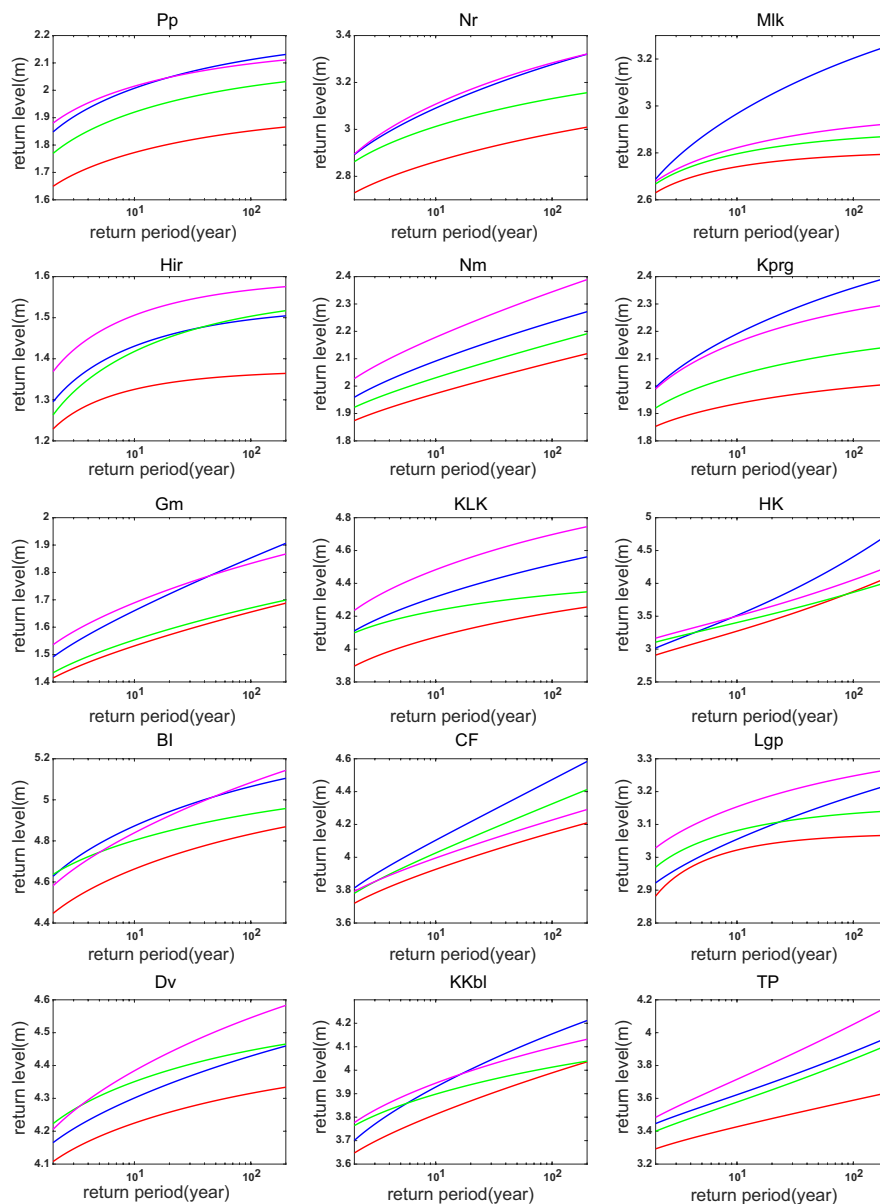 Pp
return level(m)
2.2
2.1
2
1.9
1.8
1.7
1.6
10¹ 10²
return period(year)
Nr
return level(m)
3.4
3.2
3
2.8
10¹ 10²
return period(year)
Mlk
return level(m)
3.2
3
2.8
2.6
10¹ 10²
return period(year)
Hir
return level(m)
1.6
1.5
1.4
1.3
1.2
10¹ 10²
return period(year)
Nm
return level(m)
2.4
2.3
2.2
2.1
2
1.9
1.8
10¹ 10²
return period(year)
Kprg
return level(m)
2.4
2.3
2.2
2.1
2
1.9
1.8
10¹ 10²
return period(year)
Gm
return level(m)
2
1.9
1.8
1.7
1.6
1.5
1.4
10¹ 10²
return period(year)
KLK
return level(m)
4.8
4.6
4.4
4.2
4
3.8
10¹ 10²
return period(year)
HK
return level(m)
5
4.5
4
3.5
3
2.5
10¹ 10²
return period(year)
BI
return level(m)
5.2
5
4.8
4.6
4.4
10¹ 10²
return period(year)
CF
return level(m)
4.6
4.4
4.2
4
3.8
3.6
10¹ 10²
return period(year)
Lgp
return level(m)
3.3
3.2
3.1
3
2.9
2.8
10¹ 10²
return period(year)
Dv
return level(m)
4.6
4.5
4.4
4.3
4.2
4.1
10¹ 10²
return period(year)
KKbl
return level(m)
4.2
4.1
4
3.9
3.8
3.7
3.6
10¹ 10²
return period(year)
TP
return level(m)
4.2
4
3.8
3.6
3.4
3.2
10¹ 10²
return period(year)